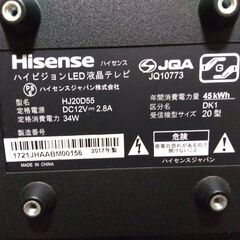 Hisense ハイセンス
ハイビジョンLED液晶テレビ
PSE ハイセンスジャパン株式会社
JQA
JQ10773
形名 HJ20D55
定格電圧 DC12V⎓2.8A
定格消費電力 34W
製造番号
1721JHAABM00156 2017年製
MADE IN CHINA
年間消費電力量 45kWh
区分名 DK1
受信機型サイズ 20型
危険
ハイセンスジャパン